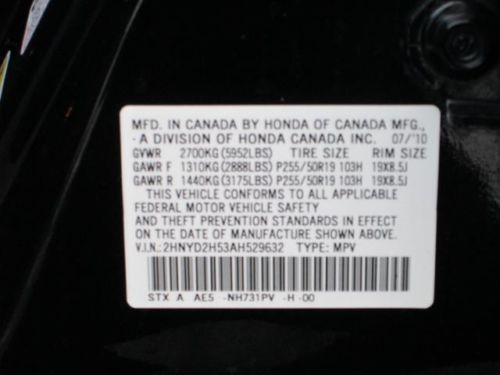 MFD. IN CANADA BY HONDA OF CANADA MFG.,
A DIVISION OF HONDA CANADA INC. 07/'10
GVWR 2700KG(5952LBS) TIRE SIZE RIM SIZE
GAWR F 1310KG(2888LBS) P255/50R19 103H 19X8.5J
GAWR R 1440KG(3175LBS) P255/50R19 103H 19X8.5J
THIS VEHICLE CONFORMS TO ALL APPLICABLE
FEDERAL MOTOR VEHICLE SAFETY
AND THEFT PREVENTION STANDARDS IN EFFECT
ON THE DATE OF MANUFACTURE SHOWN ABOVE.
V.I.N.:2HNYD2H53AH529632 TYPE: MPV
STX A AE5 -NH731PV -H -00